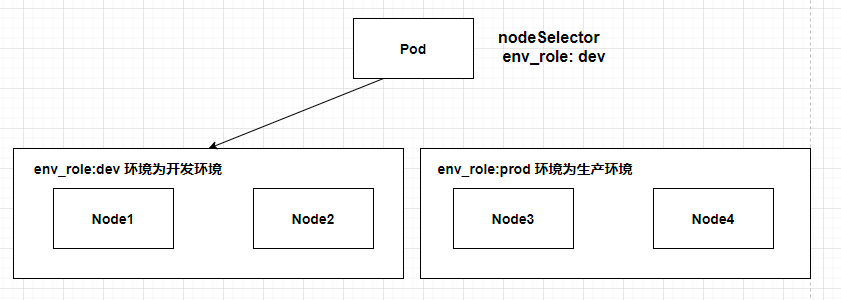 Pod
nodeSelector
env_role: dev
env_role:dev 环境为开发环境
Node1
Node2
env_role:prod 环境为生产环境
Node3
Node4